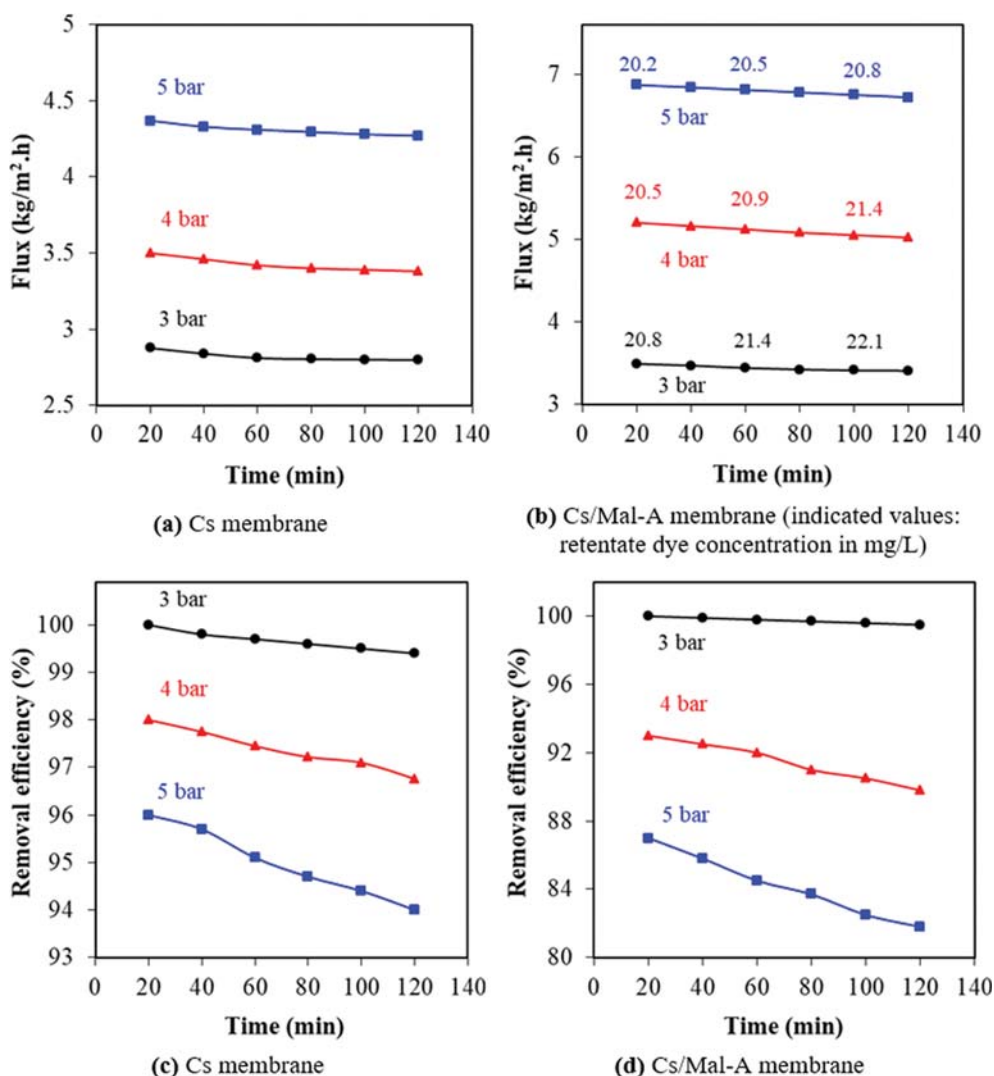 5
4.5
4
3.5
3
2.5
Flux (kg/m².h)
5 bar
4 bar
3 bar
0 20 40 60 80 100 120 140
Time (min)
(a) Cs membrane
7
6
5
4
3
Flux (kg/m².h)
20.2 20.5 20.8
5 bar
20.5 20.9 21.4
4 bar
20.8 21.4 22.1
3 bar
0 20 40 60 80 100 120 140
Time (min)
(b) Cs/Mal-A membrane (indicated values:
retentate dye concentration in mg/L)
100
99
98
97
96
95
94
93
Removal efficiency (%)
3 bar
4 bar
5 bar
0 20 40 60 80 100 120 140
Time (min)
(c) Cs membrane
100
96
92
88
84
80
Removal efficiency (%)
3 bar
4 bar
5 bar
0 20 40 60 80 100 120 140
Time (min)
(d) Cs/Mal-A membrane